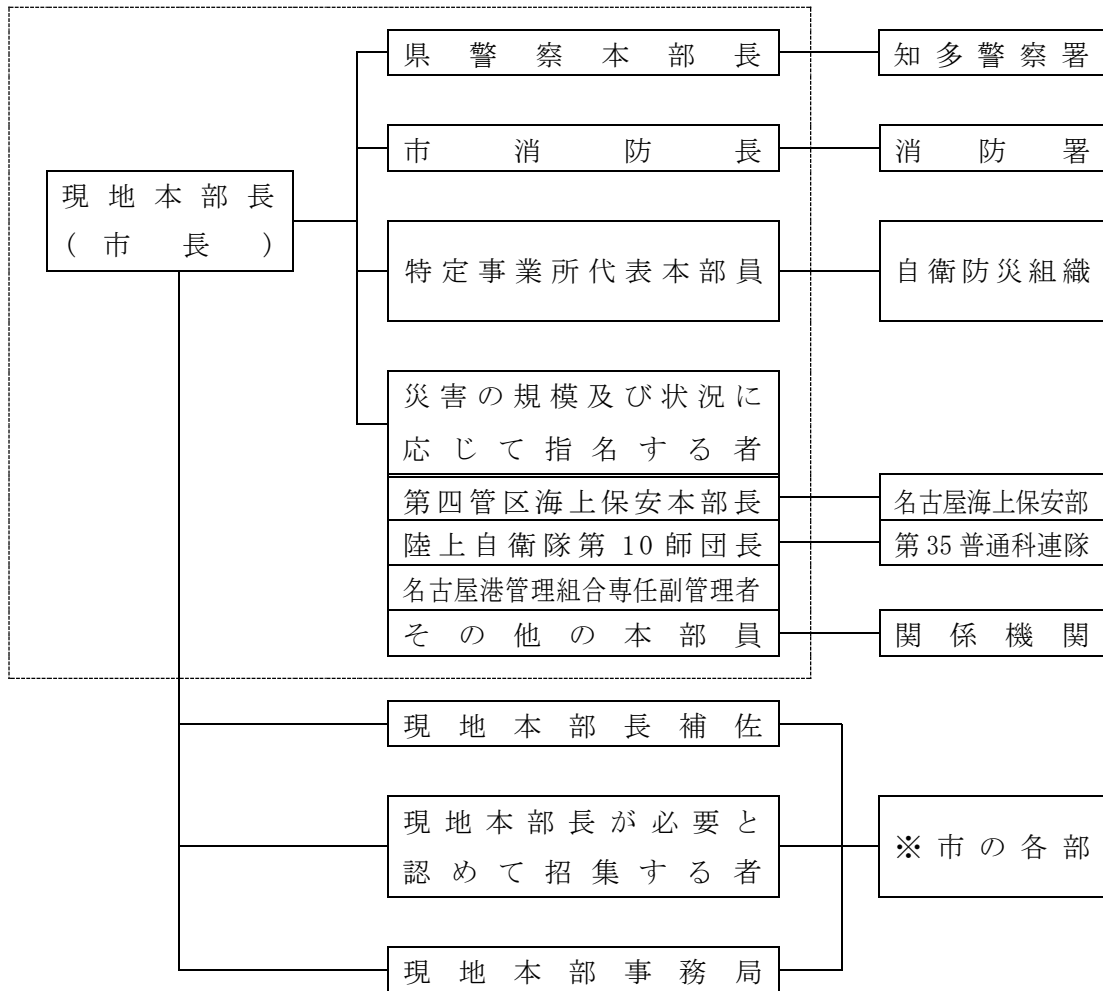 県警察本部長
知多警察署
市消防長
消防署
現地本部長
(市長)
特定事業所代表本部員
自衛防災組織
災害の規模及び状況に
応じて指名する者
第四管区海上保安本部長
名古屋海上保安部
陸上自衛隊第10師団長
第35普通科連隊
名古屋港管理組合専任副管理者
その他の本部員
関係機関
現地本部長補佐
現地本部長が必要と
認めて招集する者
※市の各部
現地本部事務局